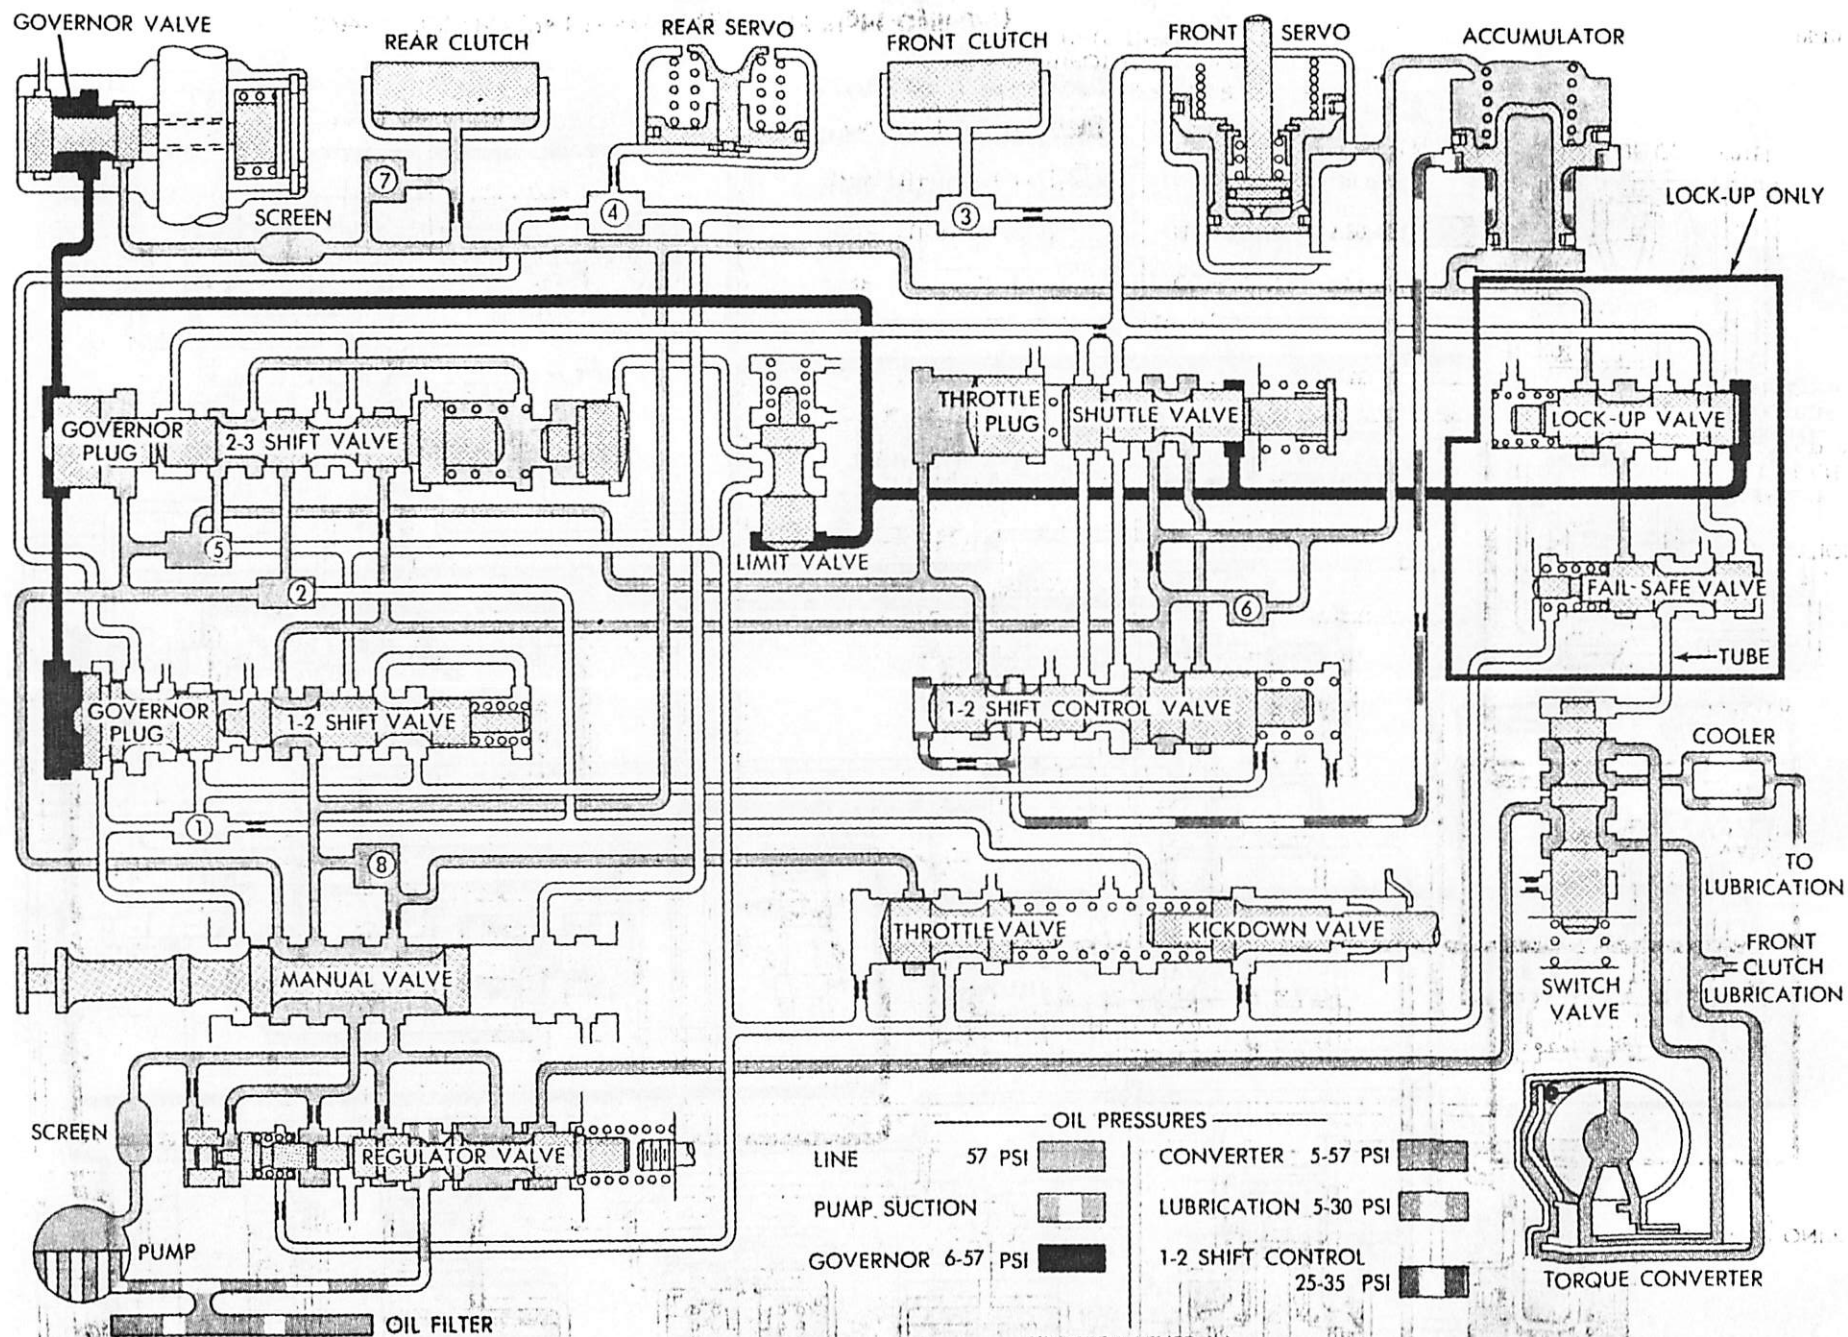 GOVERNOR VALVE
REAR CLUTCH
REAR SERVO
FRONT CLUTCH
FRONT SERVO
ACCUMULATOR
LOCK-UP ONLY
7
4
3
SCREEN
GOVERNOR
PLUG
2-3 SHIFT VALVE
THROTTLE
PLUG
SHUTTLE VALVE
LOCK-UP VALVE
5
LIMIT VALVE
2
6
FAIL-SAFE VALVE
TUBE
GOVERNOR
PLUG
1-2 SHIFT VALVE
1-2 SHIFT CONTROL VALVE
COOLER
1
8
TO
LUBRICATION
THROTTLE VALVE
KICKDOWN VALVE
FRONT
CLUTCH
LUBRICATION
MANUAL VALVE
SWITCH
VALVE
SCREEN
REGULATOR VALVE
OIL PRESSURES
LINE 57 PSI
CONVERTER 5-57 PSI
PUMP SUCTION
LUBRICATION 5-30 PSI
GOVERNOR 6-57 PSI
1-2 SHIFT CONTROL
25-35 PSI
PUMP
TORQUE CONVERTER
OIL FILTER